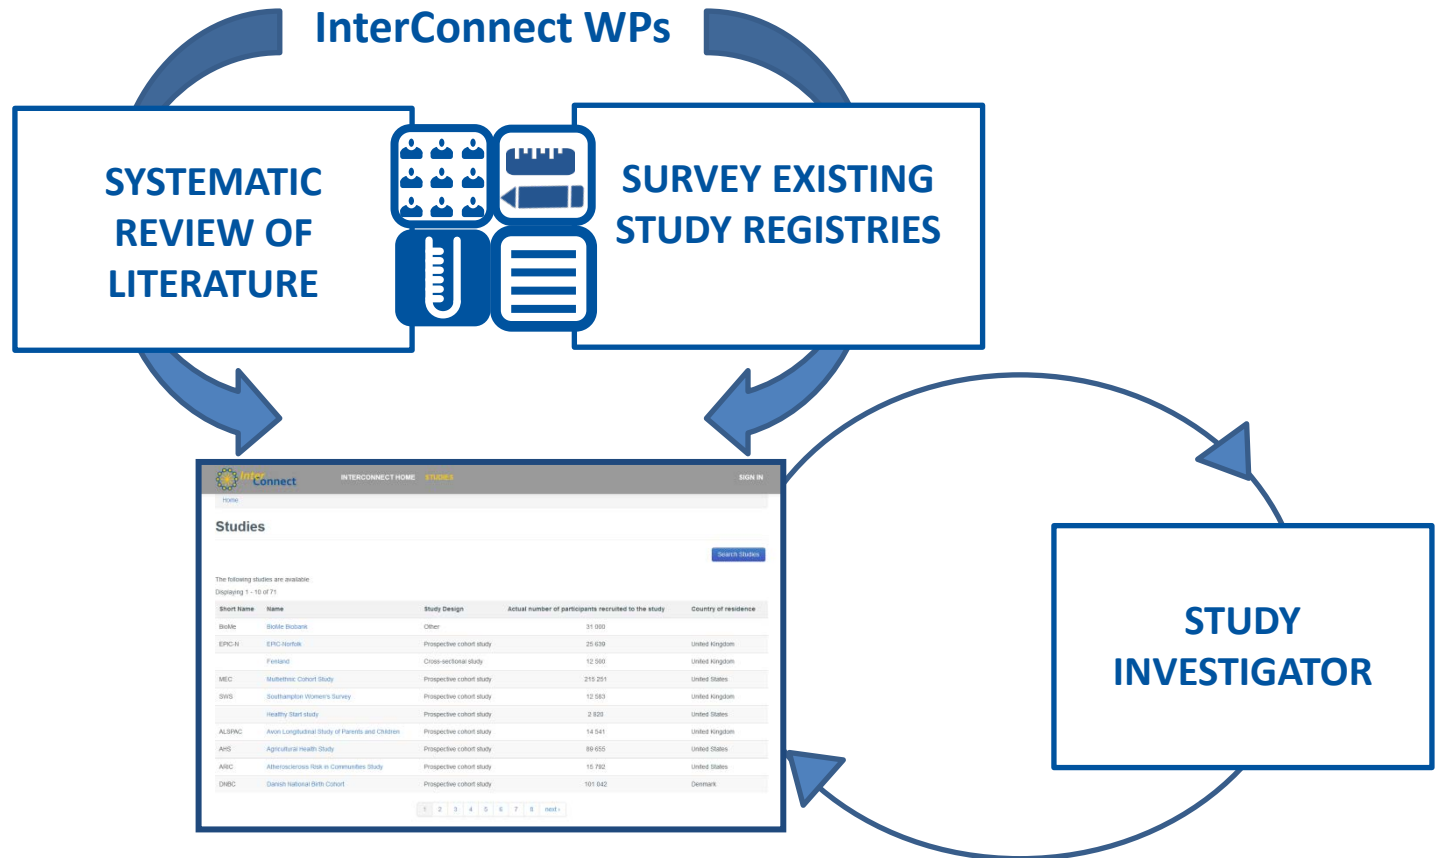 InterConnect WPs
SYSTEMATIC
REVIEW OF
LITERATURE
SURVEY EXISTING
STUDY REGISTRIES
Inter
Connect
INTERCONNECT HOME STUDIES SIGN IN
Home
Studies
Search Studies
The following studies are available
Displaying 1 - 10 of 71
Short Name Name Study Design Actual number of participants recruited to the study Country of residence
BioMe BioMe Biobank Other 31 000
EPIC-N EPIC-Norfolk Prospective cohort study 25 639 United Kingdom
Fenland Cross-sectional study 12 500 United Kingdom
MEC Multiethnic Cohort Study Prospective cohort study 215 251 United States
SWS Southampton Women's Survey Prospective cohort study 12 583 United Kingdom
Healthy Start study Prospective cohort study 2 820 United States
ALSPAC Avon Longitudinal Study of Parents and Children Prospective cohort study 14 541 United Kingdom
AHS Agricultural Health Study Prospective cohort study 89 655 United States
ARIC Atherosclerosis Risk in Communities Study Prospective cohort study 15 792 United States
DNBC Danish National Birth Cohort Prospective cohort study 101 042 Denmark
1 2 3 4 5 6 7 8 next ›
STUDY
INVESTIGATOR